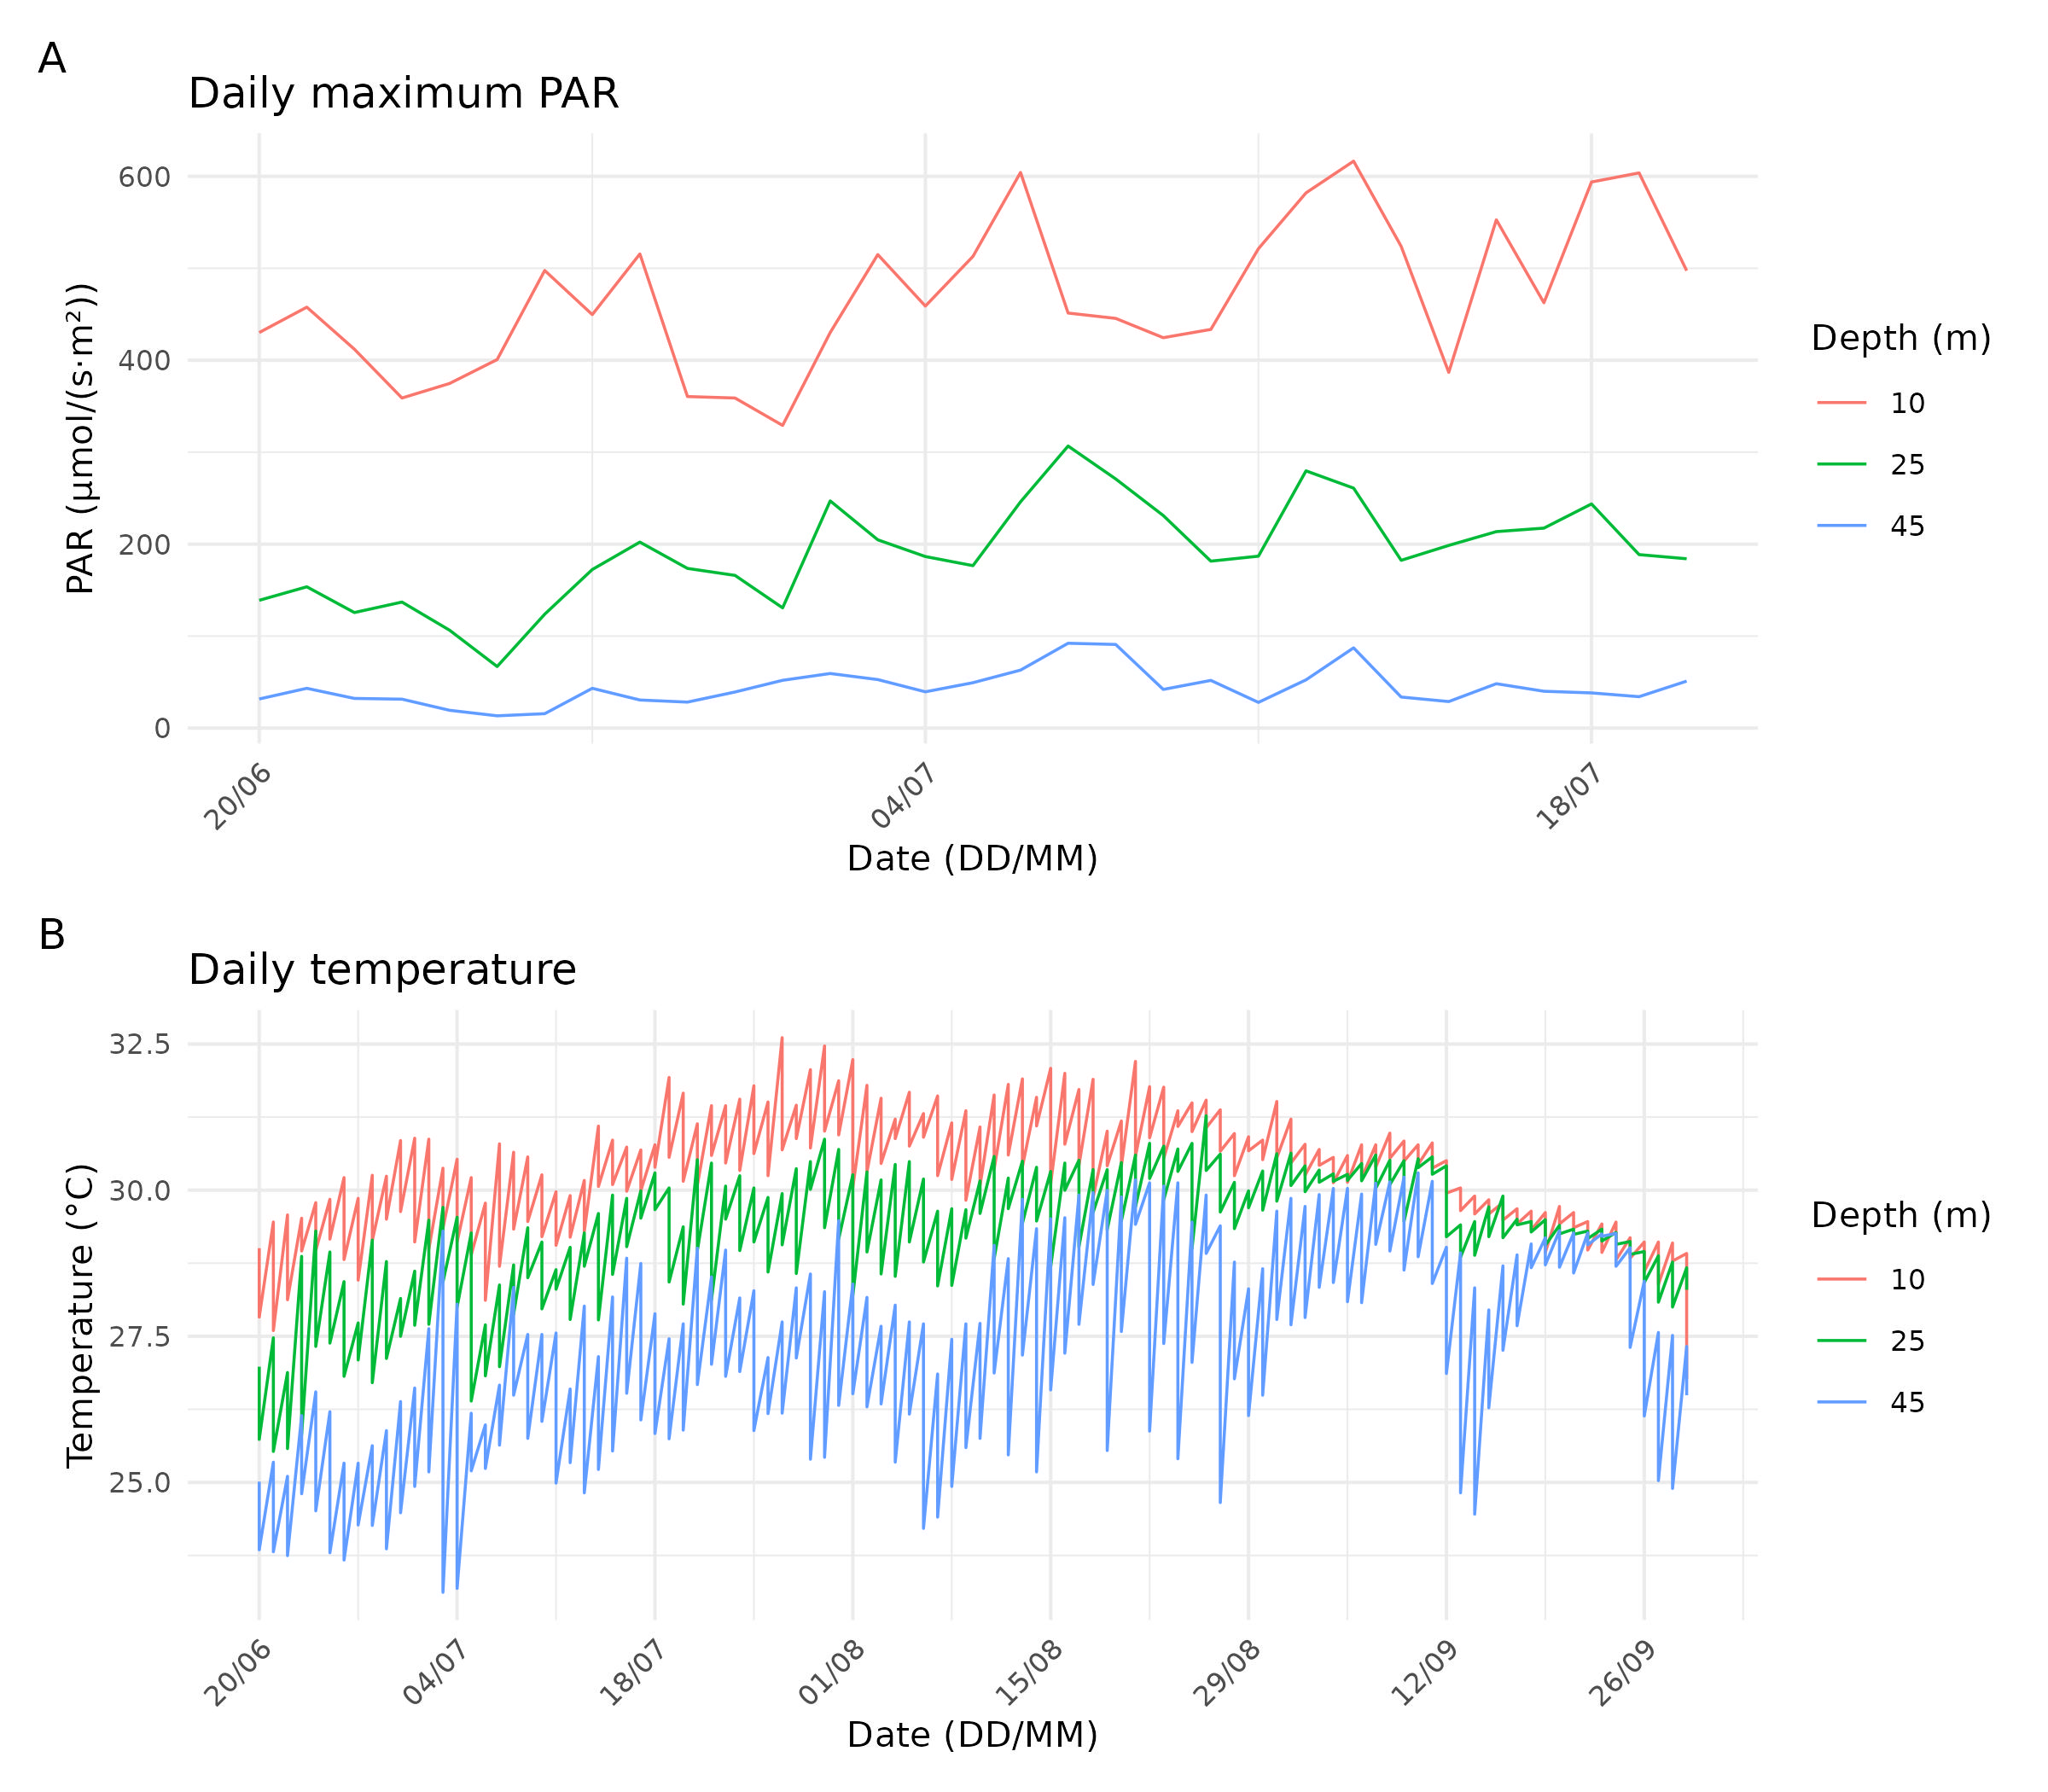 A
Daily maximum PAR
600
400
200
0
PAR (µmol/(s·m²))
20/06
04/07
18/07
Date (DD/MM)
Depth (m)
10
25
45
B
Daily temperature
32.5
30.0
27.5
25.0
Temperature (°C)
20/06
04/07
18/07
01/08
15/08
29/08
12/09
26/09
Date (DD/MM)
Depth (m)
10
25
45